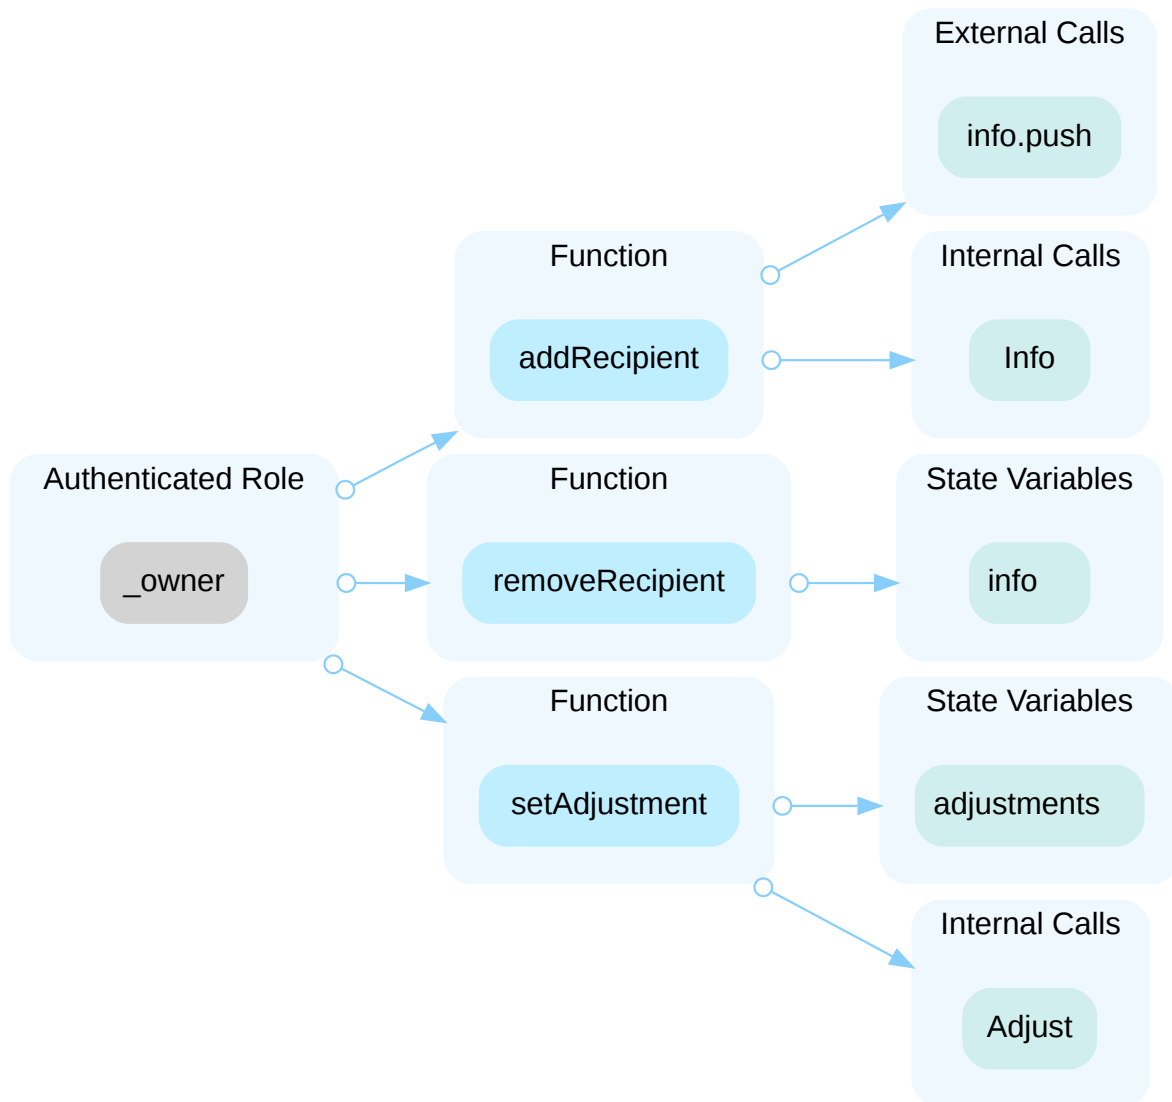 External Calls
info.push
Function
addRecipient
Internal Calls
Info
Authenticated Role
_owner
Function
removeRecipient
State Variables
info
Function
setAdjustment
State Variables
adjustments
Internal Calls
Adjust